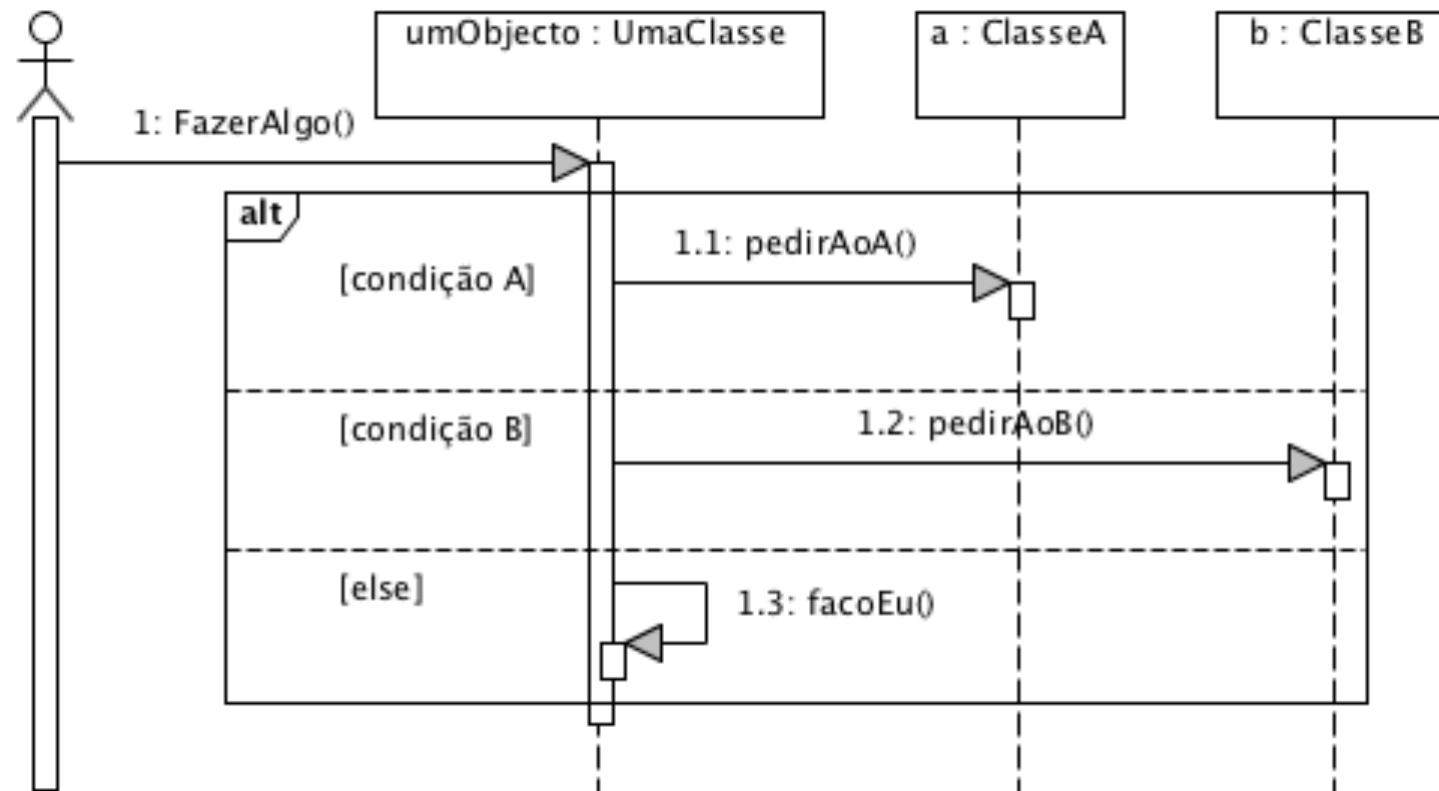 umObjecto : UmaClasse
a : ClasseA
b : ClasseB
1: FazerAlgo()
alt
1.1: pedirAoA()
[condição A]
1.2: pedirAoB()
[condição B]
[else]
1.3: facoEu()